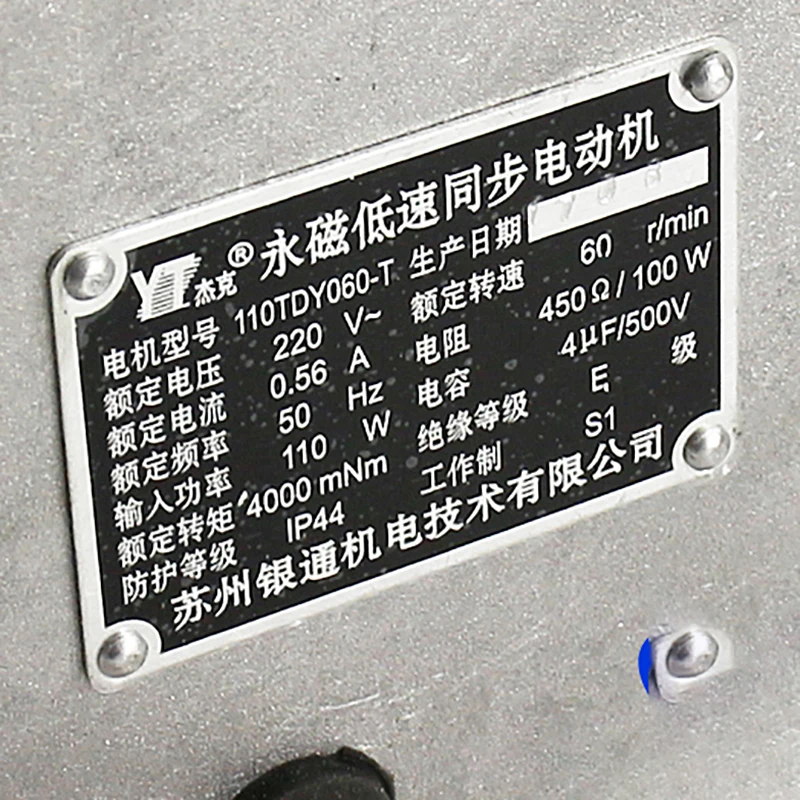 YT杰克® 永磁低速同步电动机
电机型号 110TDY060-T 生产日期
额定电压 220 V~ 额定转速 60 r/min
额定电流 0.56 A 电阻 450Ω/100W
额定频率 50 Hz 电容 4μF/500V
输入功率 110 W 绝缘等级 E 级
额定转矩 4000 mNm 工作制 S1
防护等级 IP44
苏州银通机电技术有限公司